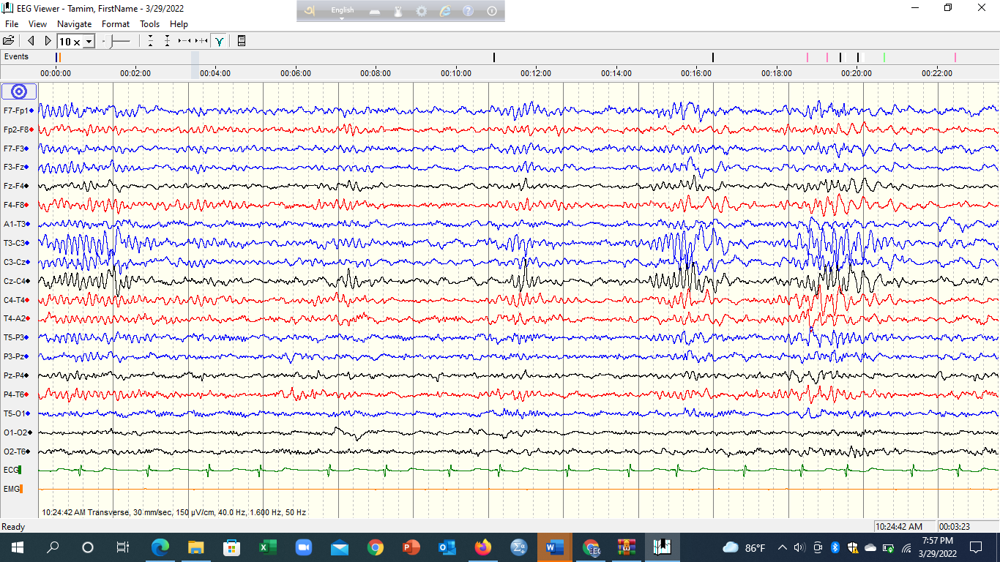 EEG Viewer - Tamim, FirstName - 3/29/2022
অ English
File View Navigate Format Tools Help
10 x
Events
00:00:00 00:02:00 00:04:00 00:06:00 00:08:00 00:10:00 00:12:00 00:14:00 00:16:00 00:18:00 00:20:00 00:22:00
F7-Fp1
Fp2-F8
F7-F3
F3-Fz
Fz-F4
F4-F8
A1-T3
T3-C3
C3-Cz
Cz-C4
C4-T4
T4-A2
T5-P3
P3-Pz
Pz-P4
P4-T6
T5-O1
O1-O2
O2-T6
ECG
EMG
10:24:42 AM Transverse, 30 mm/sec, 150 µV/cm, 40.0 Hz, 1.600 Hz, 50 Hz
Ready 10:24:42 AM 00:03:23
86°F 7:57 PM
3/29/2022